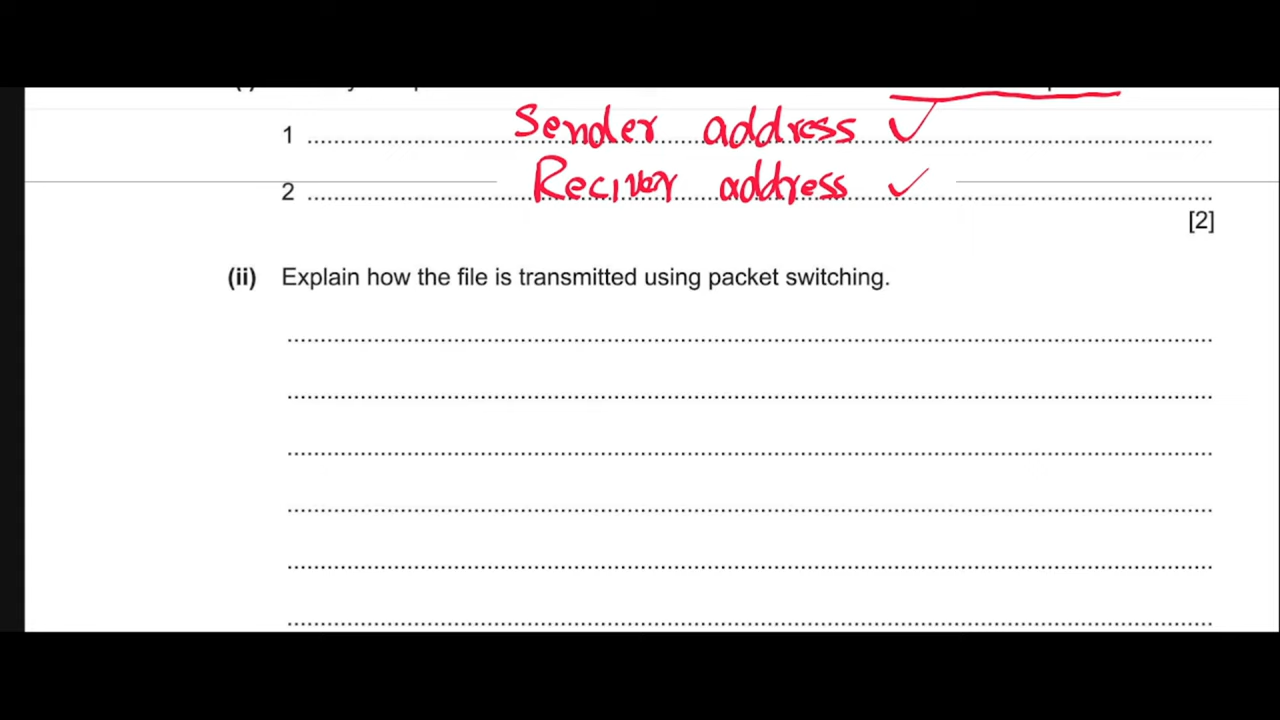 1 Sender address ✓
2 Reciver address ✓
[2]
(ii) Explain how the file is transmitted using packet switching.